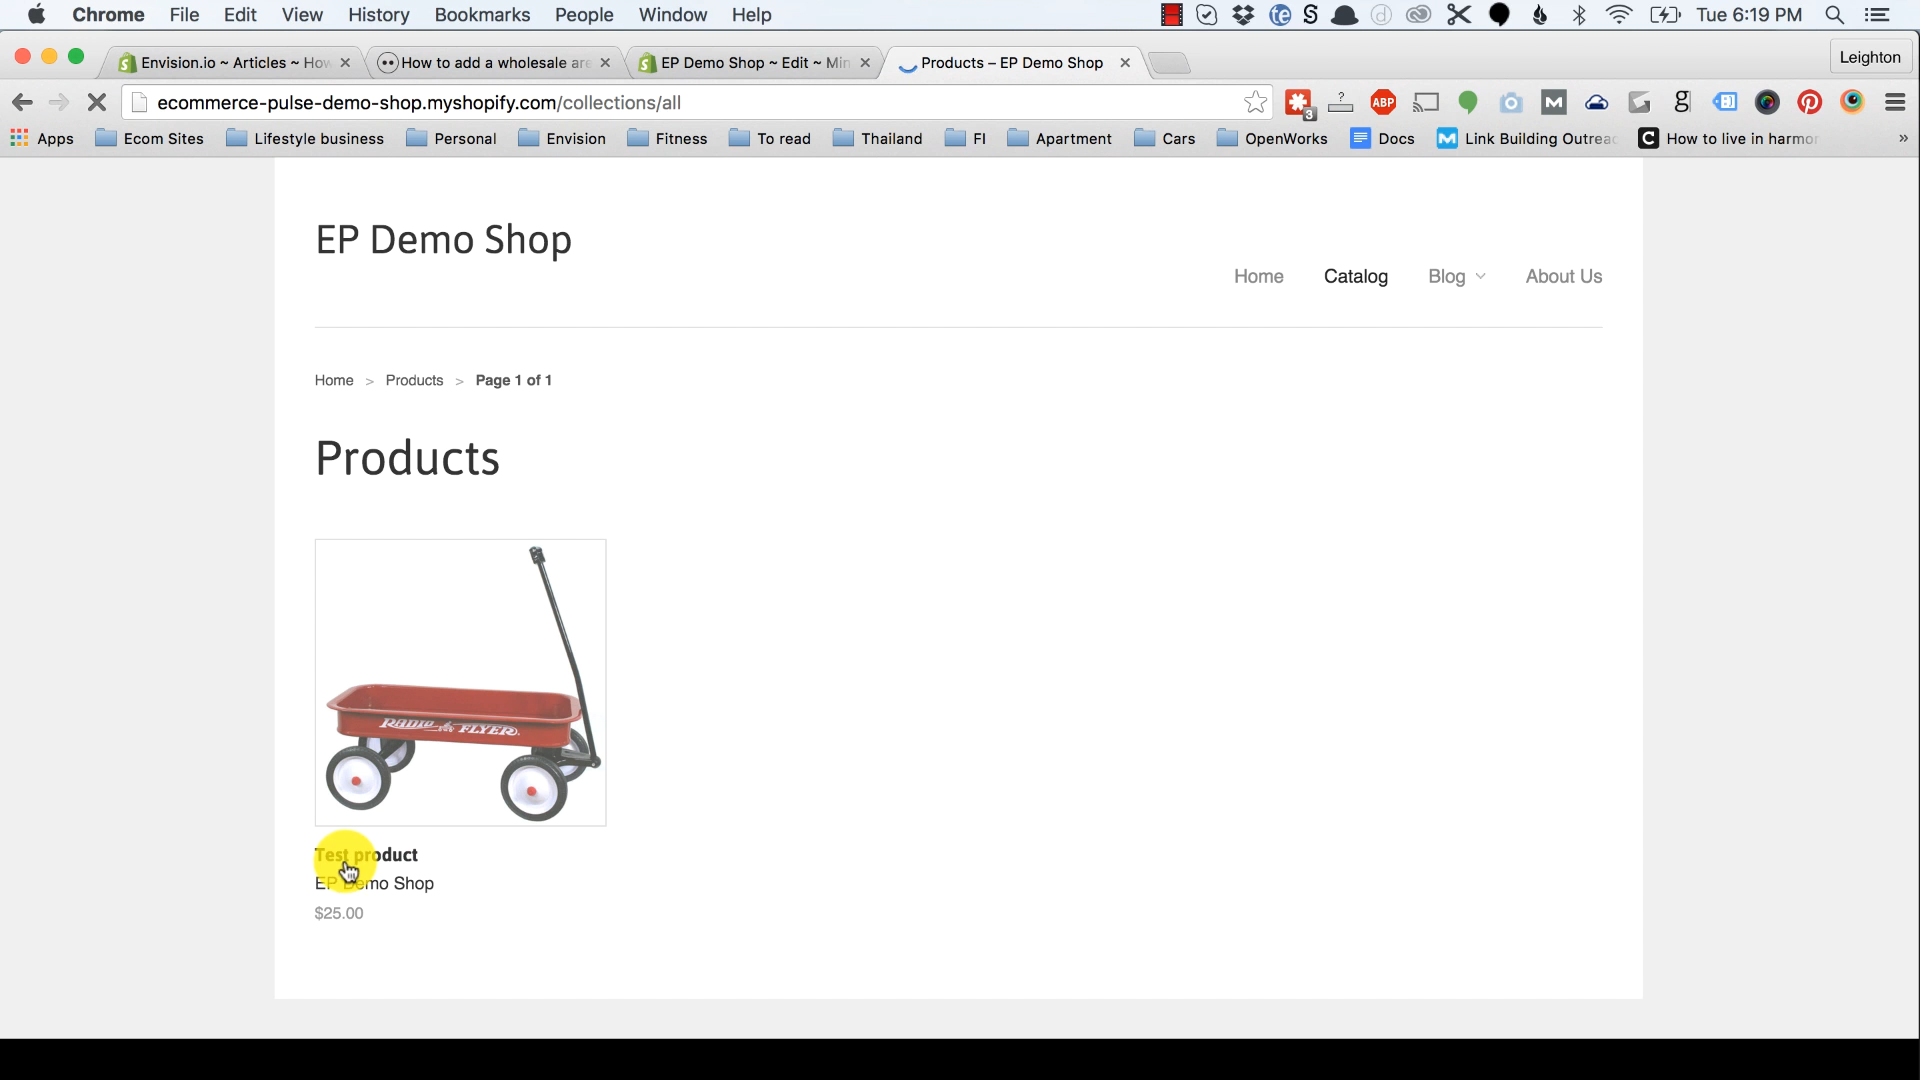 Chrome File Edit View History Bookmarks People Window Help Tue 6:19 PM
Envision.io ~ Articles ~ How
How to add a wholesale are
EP Demo Shop ~ Edit ~ Min
Products – EP Demo Shop
Leighton
ecommerce-pulse-demo-shop.myshopify.com/collections/all
Apps Ecom Sites Lifestyle business Personal Envision Fitness To read Thailand FI Apartment Cars OpenWorks Docs Link Building Outrea How to live in harmo »
EP Demo Shop
Home Catalog Blog About Us
Home > Products > Page 1 of 1
Products
RADIO FLYER
Test product
EP Demo Shop
$25.00